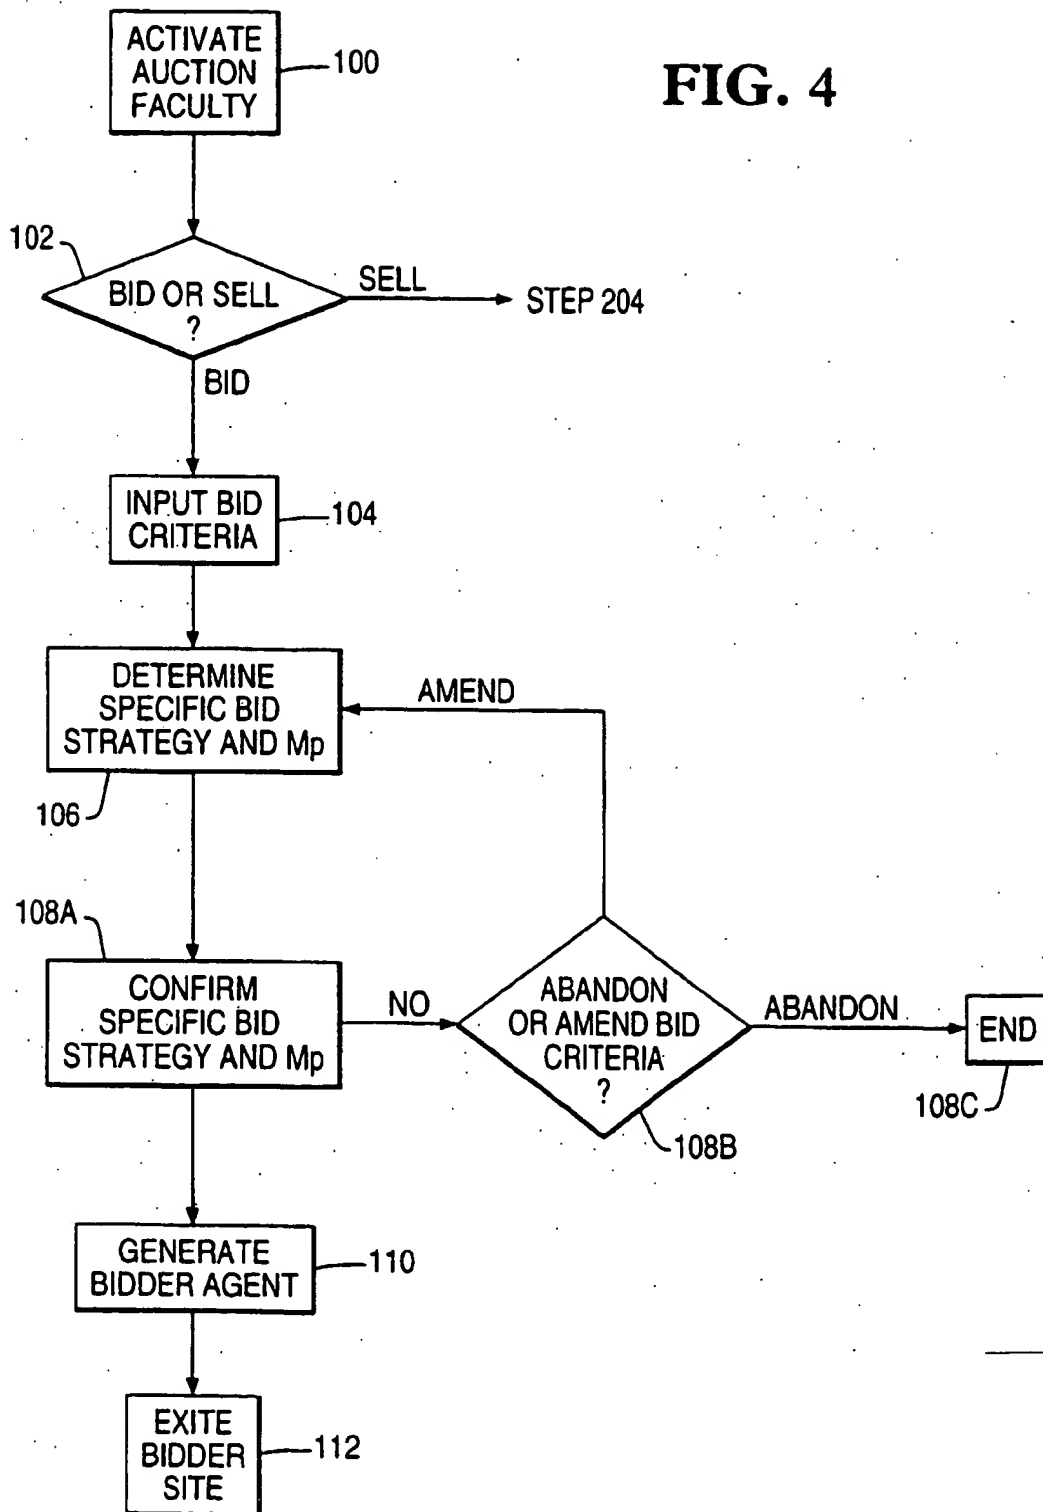 FIG. 4
ACTIVATE
AUCTION
FACULTY
100
102
BID OR SELL
?
SELL
STEP 204
BID
INPUT BID
CRITERIA
104
DETERMINE
SPECIFIC BID
STRATEGY AND Mp
106
AMEND
108A
CONFIRM
SPECIFIC BID
STRATEGY AND Mp
NO
ABANDON
OR AMEND BID
CRITERIA
?
108B
ABANDON
END
108C
GENERATE
BIDDER AGENT
110
EXITE
BIDDER
SITE
112